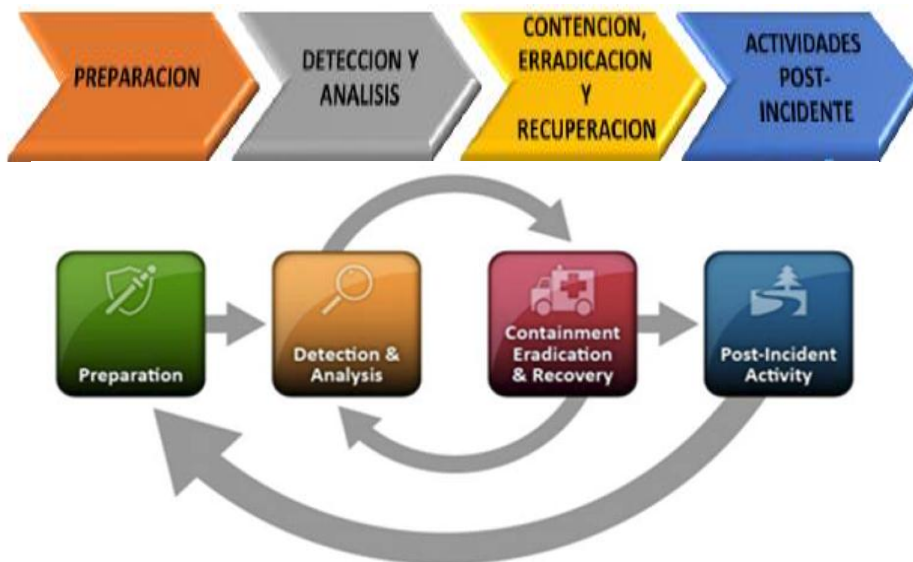 PREPARACION
DETECCION Y
ANALISIS
CONTENCION,
ERRADICACION
Y
RECUPERACION
ACTIVIDADES
POST-
INCIDENTE
Preparation
Detection &
Analysis
Containment
Eradication
& Recovery
Post-Incident
Activity